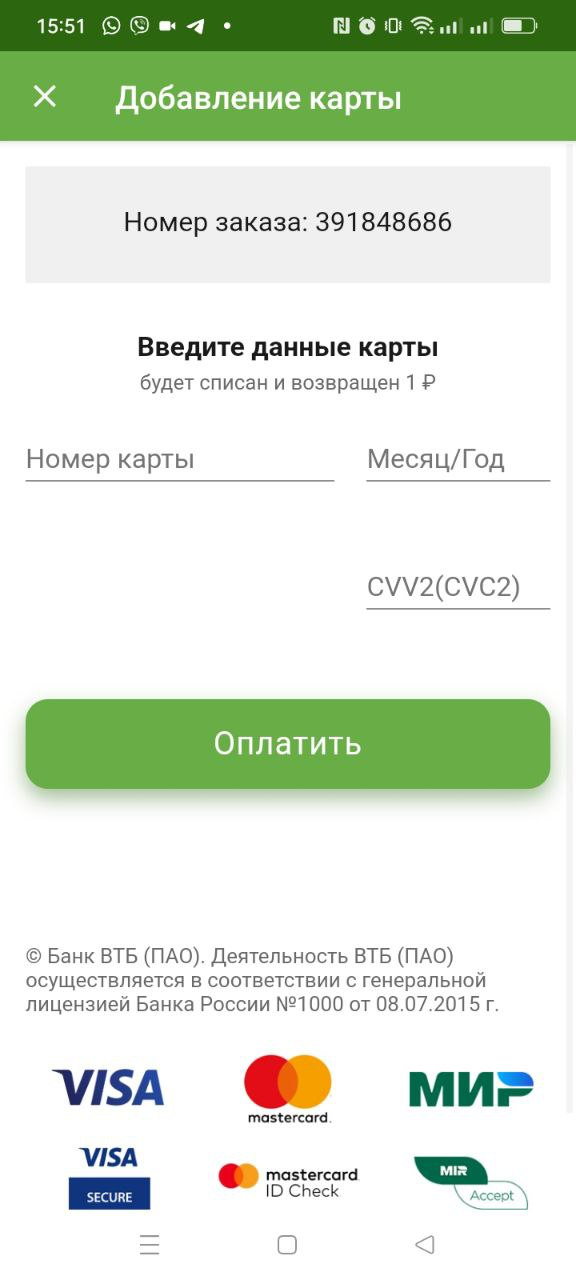 15:51
Добавление карты
Номер заказа: 391848686
Введите данные карты
будет списан и возвращен 1 ₽
Номер карты
Месяц/Год
CVV2(CVC2)
Оплатить
© Банк ВТБ (ПАО). Деятельность ВТБ (ПАО)
осуществляется в соответствии с генеральной
лицензией Банка России №1000 от 08.07.2015 г.
VISA
mastercard.
МИР
VISA
SECURE
mastercard
ID Check
MIR
Accept